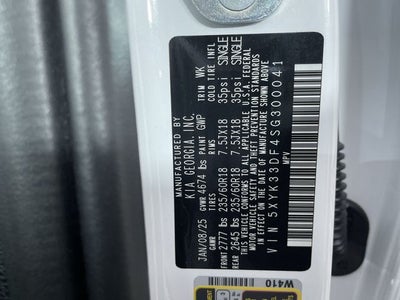 MANUFACTURED BY
KIA GEORGIA, INC.
JAN/08/25 GVWR 4674 lbs PAINT GWP TRIM WK
GAWR RIMS COLD TIRE INFL
FRONT 2777 lbs 235/60R18 7.5JX18 35psi SINGLE
REAR 2645 lbs 235/60R18 7.5JX18 35psi SINGLE
THIS VEHICLE CONFORMS TO ALL APPLICABLE U.S.A. FEDERAL
MOTOR VEHICLE SAFETY AND THEFT PREVENTION STANDARDS
IN EFFECT ON THE DATE OF MANUFACTURE SHOWN ABOVE
MPV
VIN 5XYK33DF4SG300041
W410